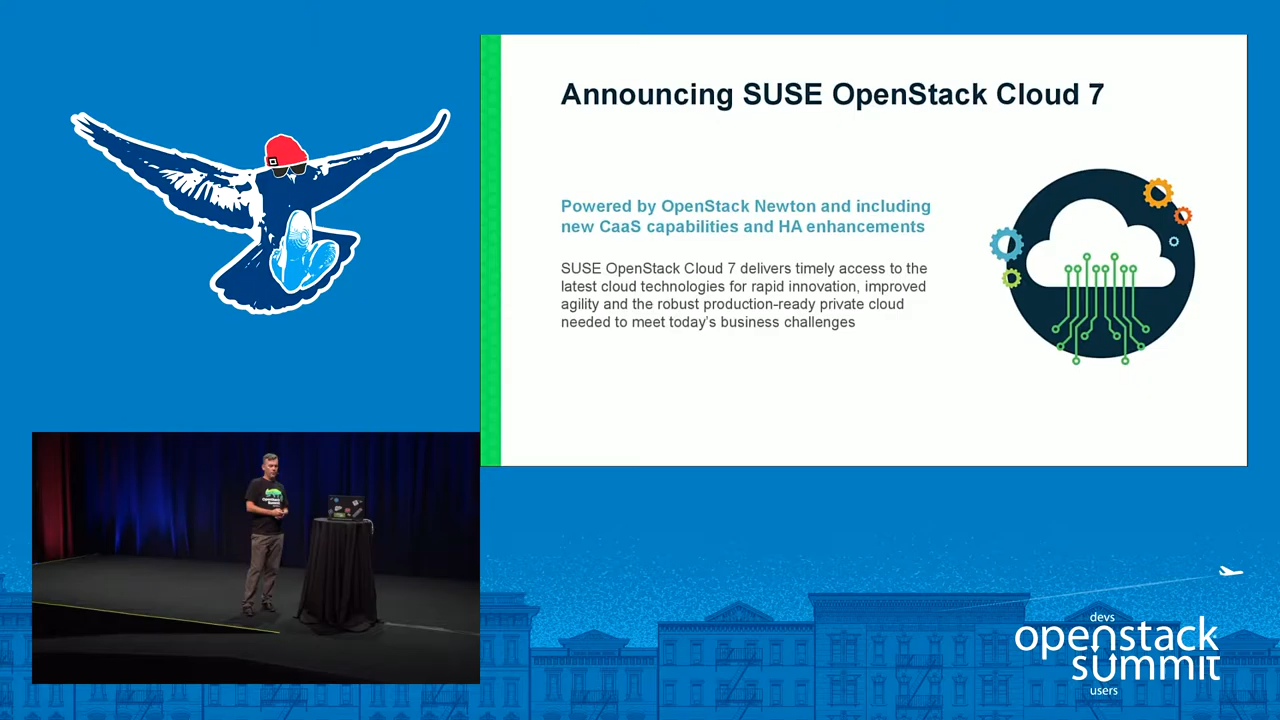 Announcing SUSE OpenStack Cloud 7
Powered by OpenStack Newton and including
new CaaS capabilities and HA enhancements
SUSE OpenStack Cloud 7 delivers timely access to the
latest cloud technologies for rapid innovation, improved
agility and the robust production-ready private cloud
needed to meet today's business challenges
devs
openstack
summit
users